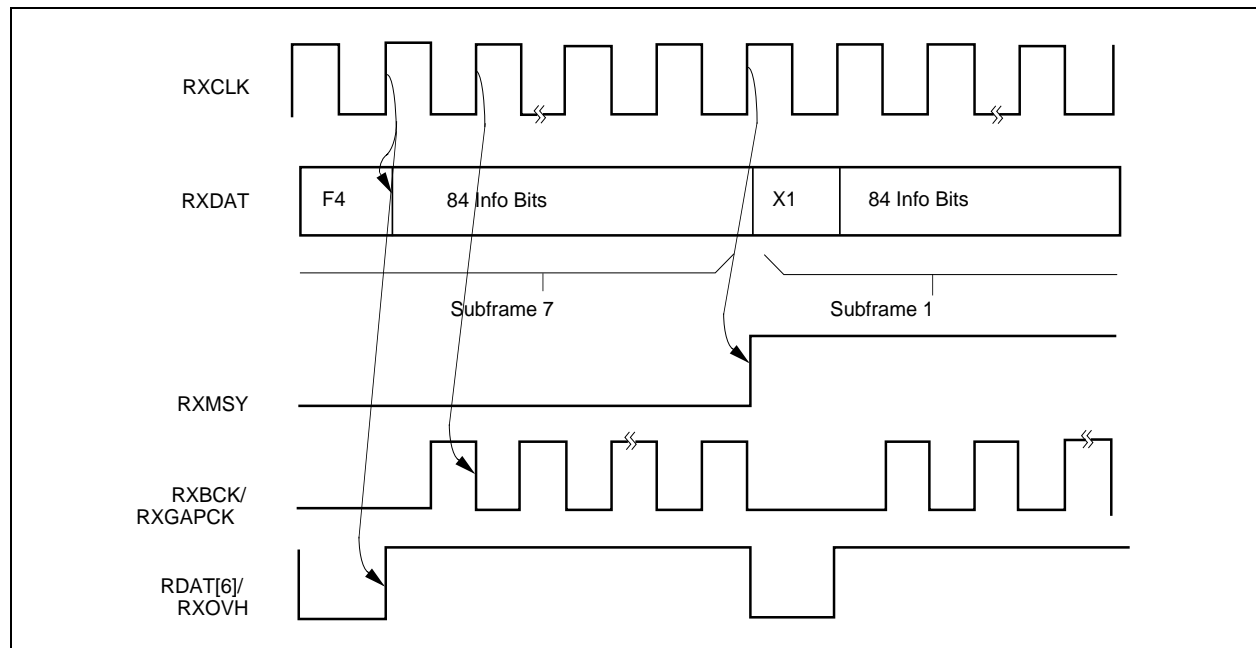 RXCLK
RXDAT
F4
84 Info Bits
X1
84 Info Bits
Subframe 7
Subframe 1
RXMSY
RXBCK/
RXGAPCK
RDAT[6]/
RXOVH